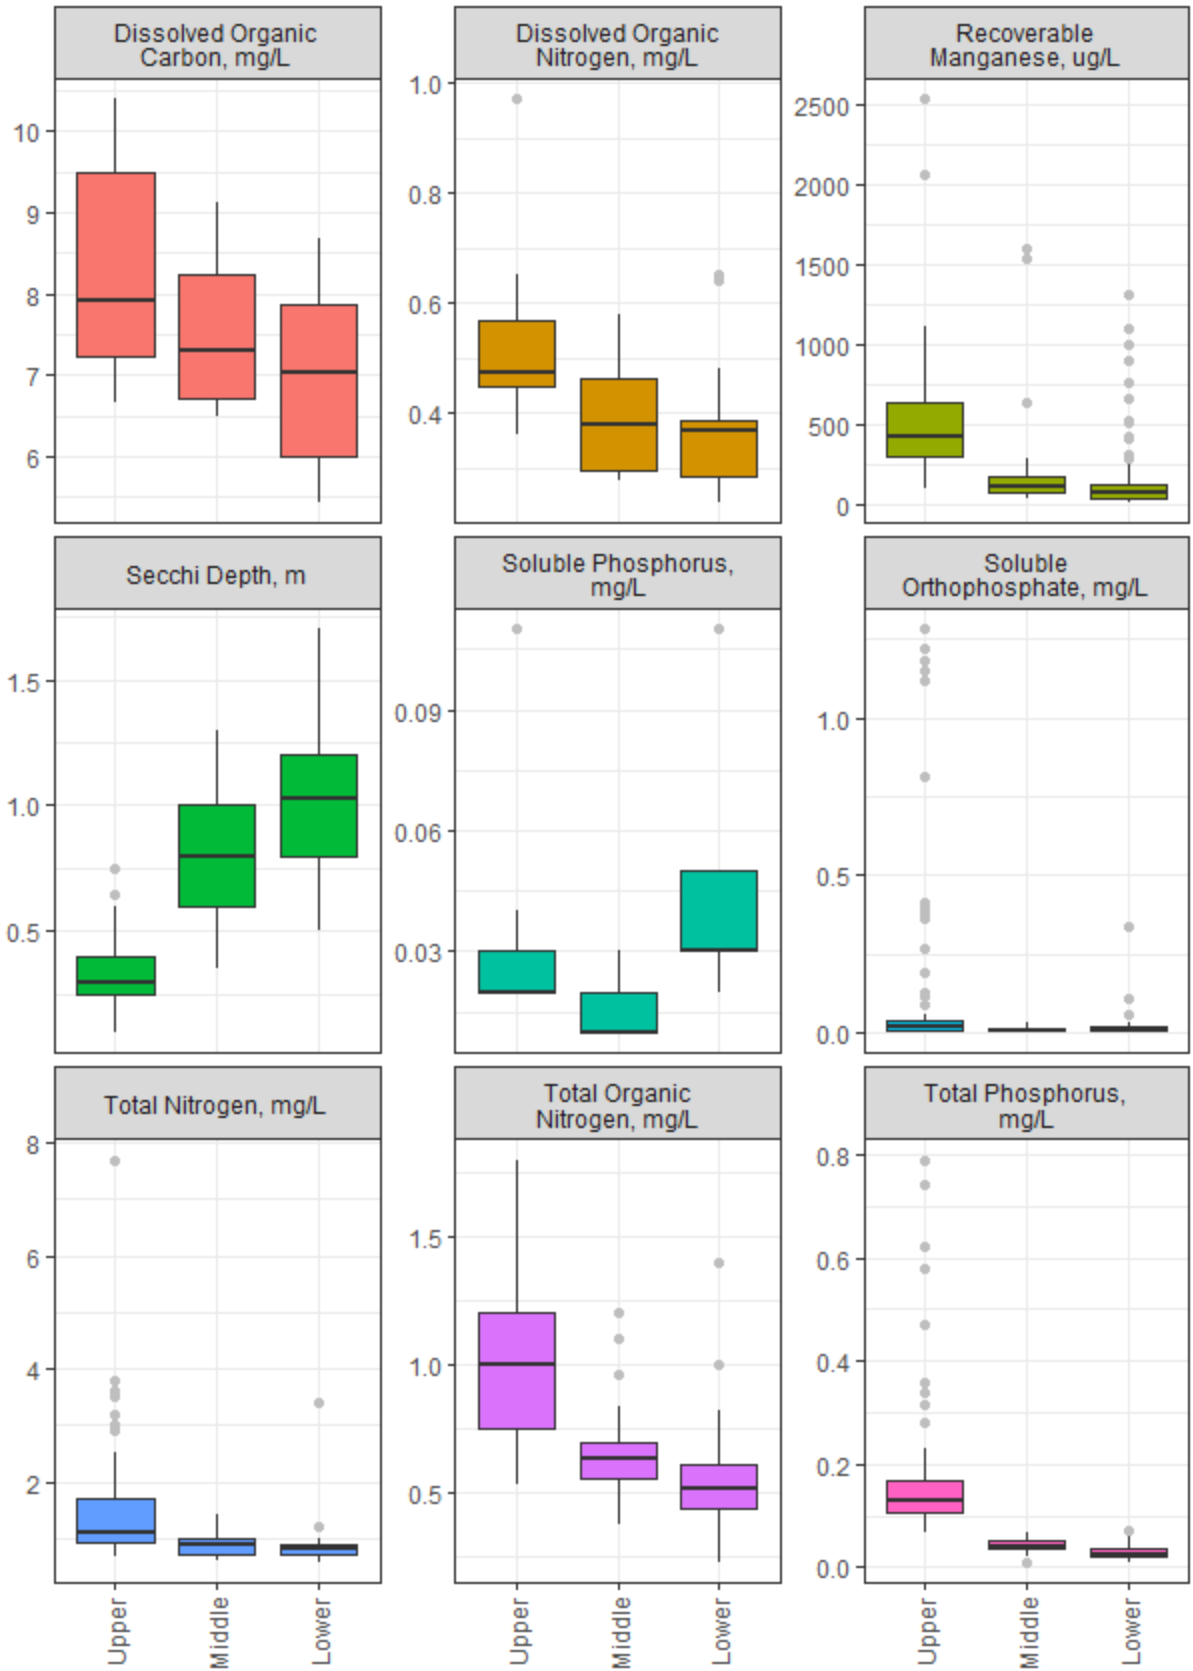 Dissolved Organic
Carbon, mg/L
Dissolved Organic
Nitrogen, mg/L
Recoverable
Manganese, ug/L
10
9
8
7
6
1.0
0.8
0.6
0.4
2500
2000
1500
1000
500
0
Secchi Depth, m
Soluble Phosphorus,
mg/L
Soluble
Orthophosphate, mg/L
1.5
1.0
0.5
0.09
0.06
0.03
1.0
0.5
0.0
Total Nitrogen, mg/L
Total Organic
Nitrogen, mg/L
Total Phosphorus,
mg/L
8
6
4
2
1.5
1.0
0.5
0.8
0.6
0.4
0.2
0.0
Upper
Middle
Lower
Upper
Middle
Lower
Upper
Middle
Lower